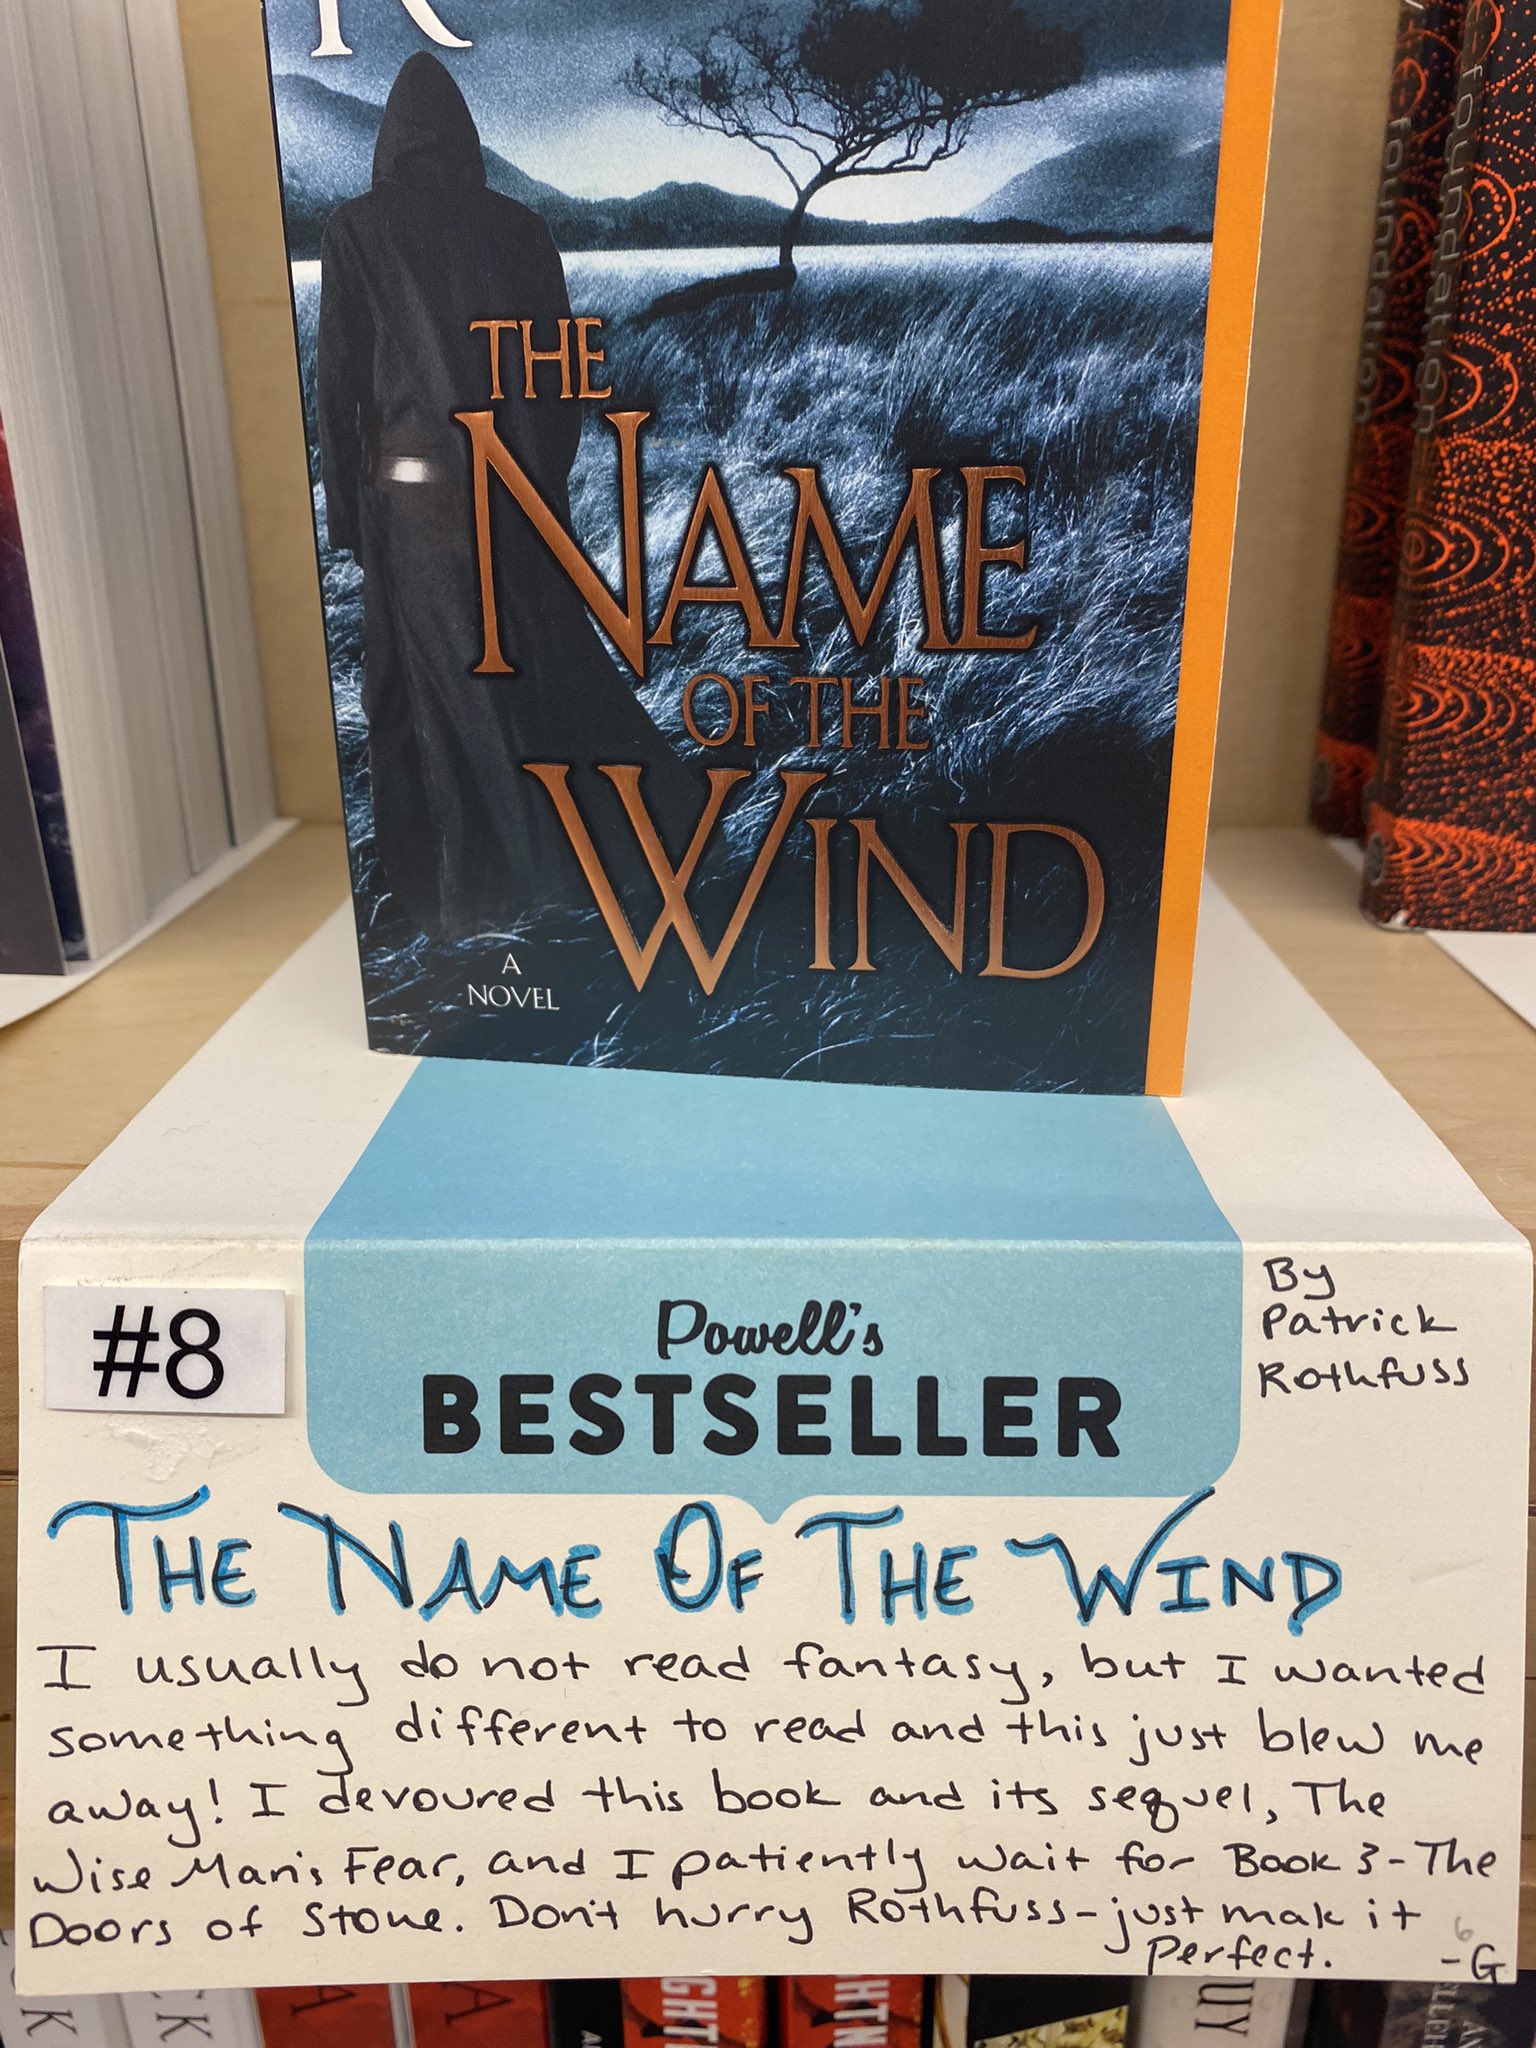 THE
NAME
OF THE
WIND
A
NOVEL
foundation
foundation
#8
Powell's
BESTSELLER
By
Patrick
Rothfuss
THE NAME OF THE WIND
I usually do not read fantasy, but I wanted
something different to read and this just blew me
away! I devoured this book and its sequel, The
Wise Man's Fear, and I patiently wait for Book 3-The
Doors of Stone. Don't hurry Rothfuss-just mak it
Perfect.
-G